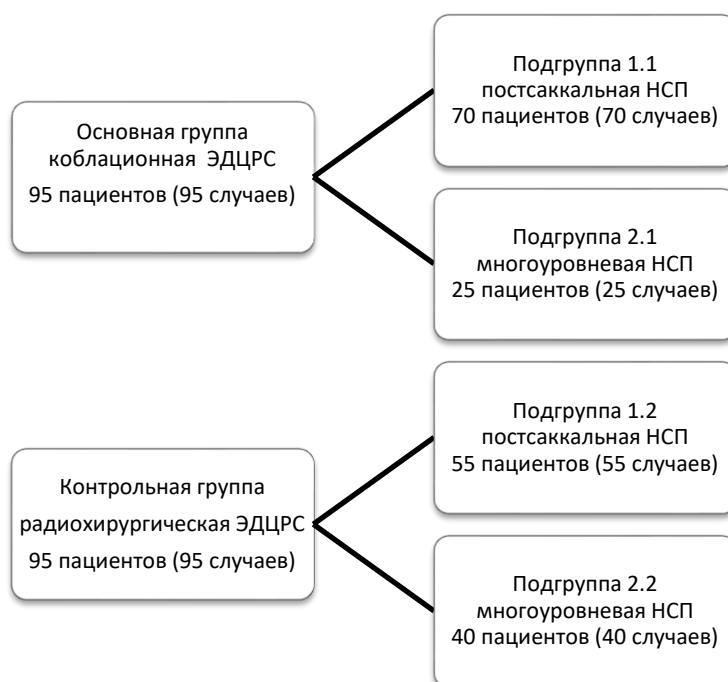 Основная группа
коблационная ЭДЦРС
95 пациентов (95 случаев)
Подгруппа 1.1
постсаккальная НСП
70 пациентов (70 случаев)
Подгруппа 2.1
многоуровневая НСП
25 пациентов (25 случаев)
Контрольная группа
радиохирургическая ЭДЦРС
95 пациентов (95 случаев)
Подгруппа 1.2
постсаккальная НСП
55 пациентов (55 случаев)
Подгруппа 2.2
многоуровневая НСП
40 пациентов (40 случаев)